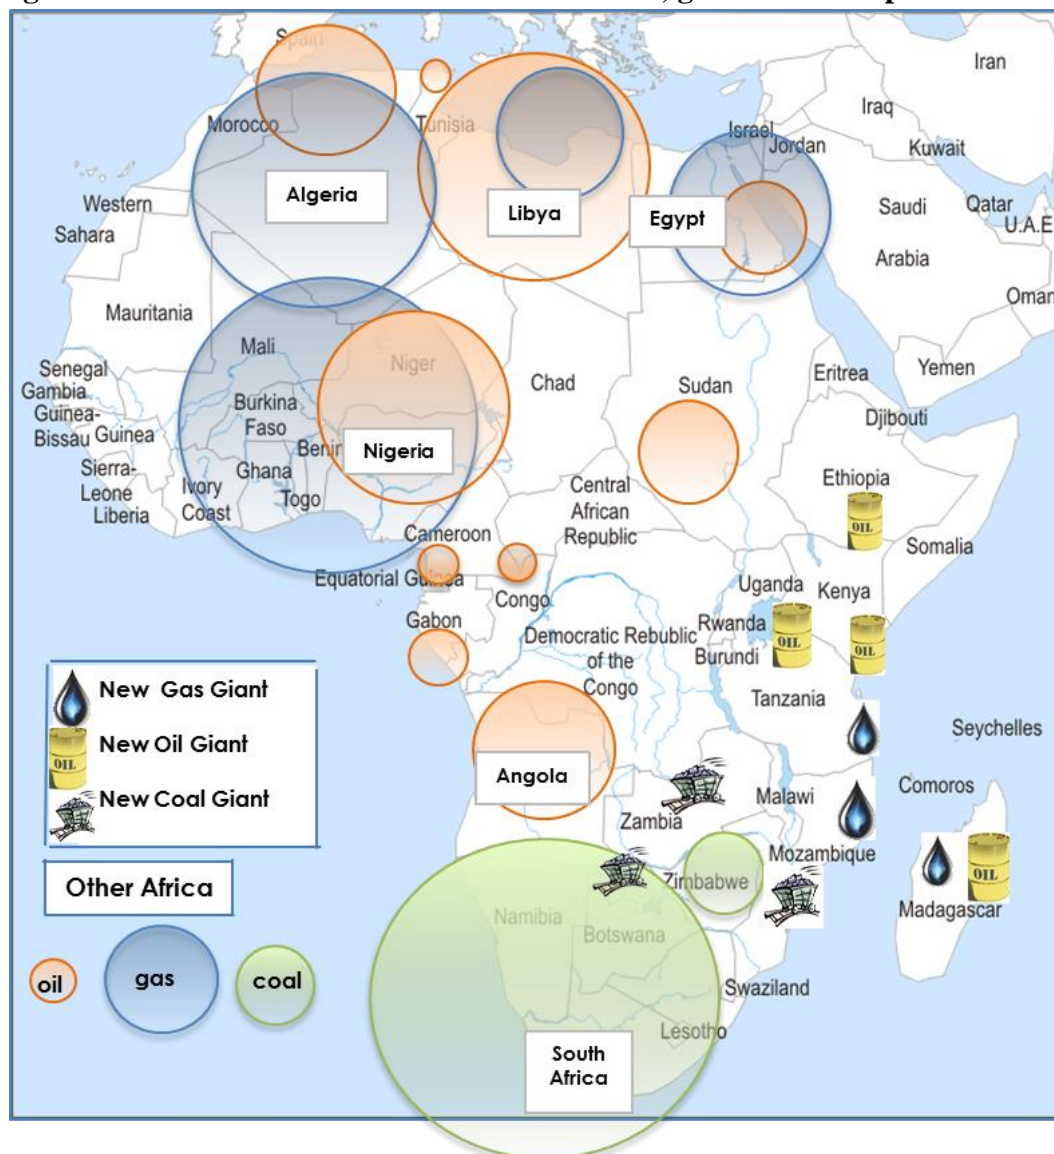 Spain
Iran
Iraq
Morocco
Tunisia
Israel
Jordan
Kuwait
Algeria
Libya
Egypt
Western
Sahara
Saudi
Arabia
Qatar
U.A.E
Oman
Mauritania
Mali
Niger
Chad
Sudan
Eritrea
Yemen
Senegal
Gambia
Guinea-
Bissau
Guinea
Burkina
Faso
Djibouti
Benin
Nigeria
Ghana
Togo
Sierra-
Leone
Liberia
Ivory
Coast
Central
African
Republic
Ethiopia
OIL
Somalia
Cameroon
Equatorial Guinea
Congo
Gabon
Uganda
Kenya
Rwanda
Burundi
OIL
OIL
Democratic Rebublic
of the
Congo
Tanzania
Seychelles
New Gas Giant
New Oil Giant
OIL
New Coal Giant
Angola
Zambia
Malawi
Comoros
Mozambique
Zimbabwe
OIL
Madagascar
Other Africa
oil
gas
coal
Namibia
Botswana
Swaziland
Lesotho
South
Africa